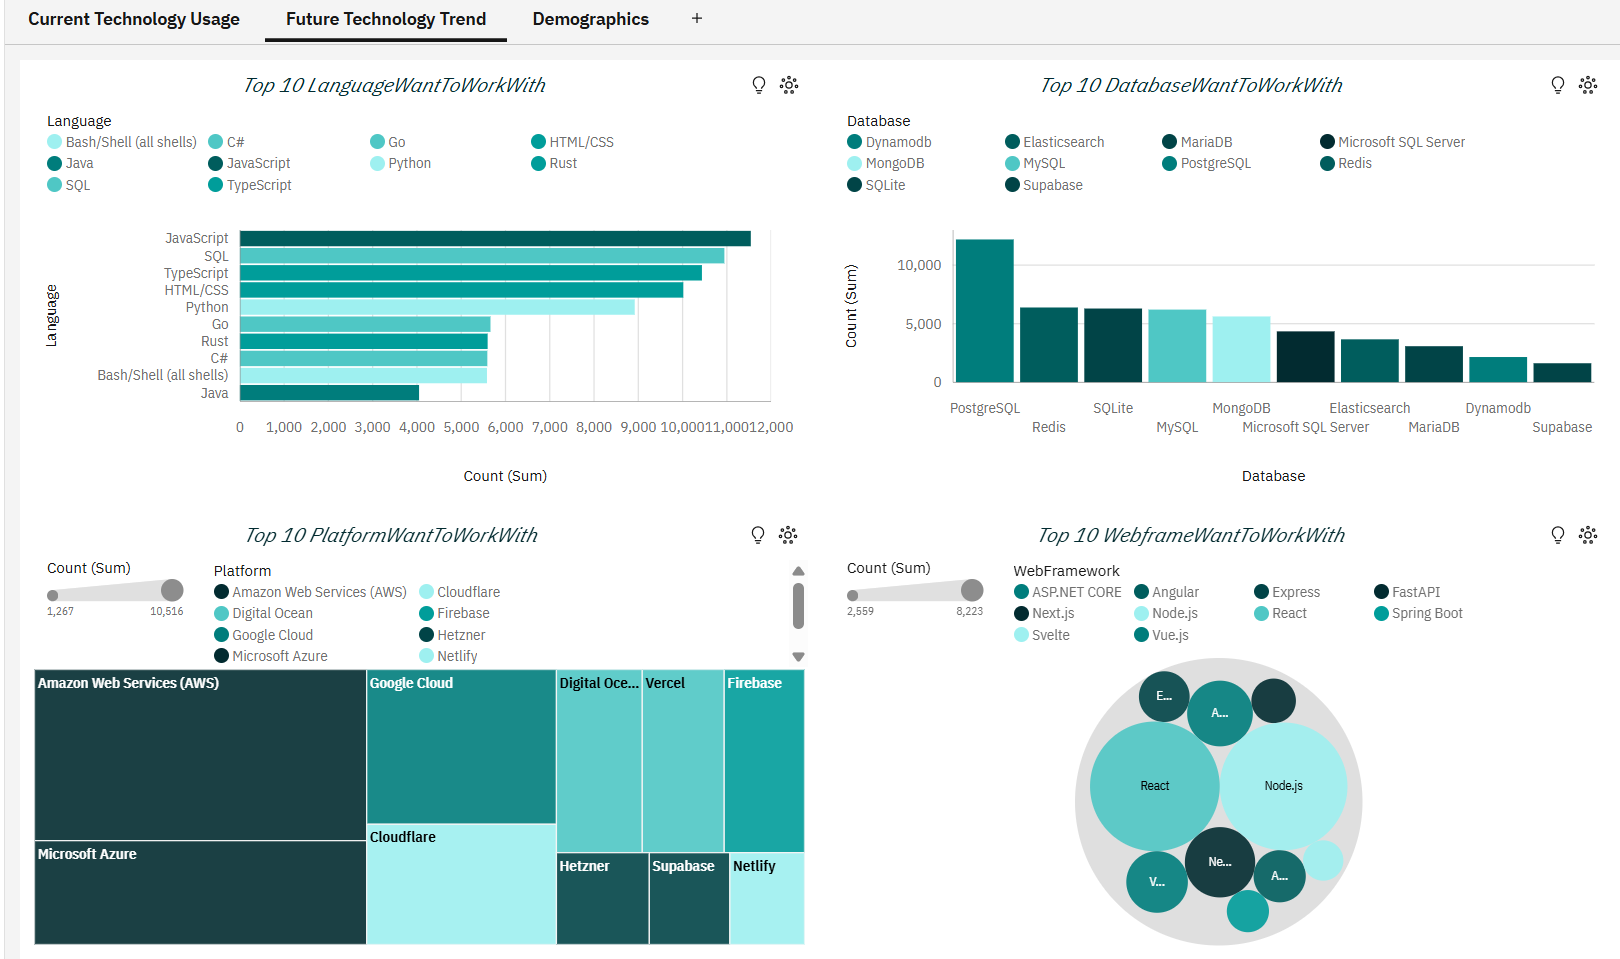 Current Technology Usage Future Technology Trend Demographics +
Top 10 LanguageWantToWorkWith
Language
Bash/Shell (all shells) C# Go HTML/CSS
Java JavaScript Python Rust
SQL TypeScript
Language
JavaScript
SQL
TypeScript
HTML/CSS
Python
Go
Rust
C#
Bash/Shell (all shells)
Java
0 1,000 2,000 3,000 4,000 5,000 6,000 7,000 8,000 9,000 10,000 11,000 12,000
Count (Sum)
Top 10 DatabaseWantToWorkWith
Database
Dynamodb Elasticsearch MariaDB Microsoft SQL Server
MongoDB MySQL PostgreSQL Redis
SQLite Supabase
Count (Sum)
10,000
5,000
0
PostgreSQL SQLite MongoDB Elasticsearch Dynamodb
Redis MySQL Microsoft SQL Server MariaDB Supabase
Database
Top 10 PlatformWantToWorkWith
Count (Sum)
1,267 10,516
Platform
Amazon Web Services (AWS) Cloudflare
Digital Ocean Firebase
Google Cloud Hetzner
Microsoft Azure Netlify
Amazon Web Services (AWS) Google Cloud Digital Oce... Vercel Firebase
Cloudflare
Microsoft Azure
Hetzner Supabase Netlify
Top 10 WebframeWantToWorkWith
Count (Sum)
2,559 8,223
WebFramework
ASP.NET CORE Angular Express FastAPI
Next.js Node.js React Spring Boot
Svelte Vue.js
E...
A...
React Node.js
Ne...
A...
V...